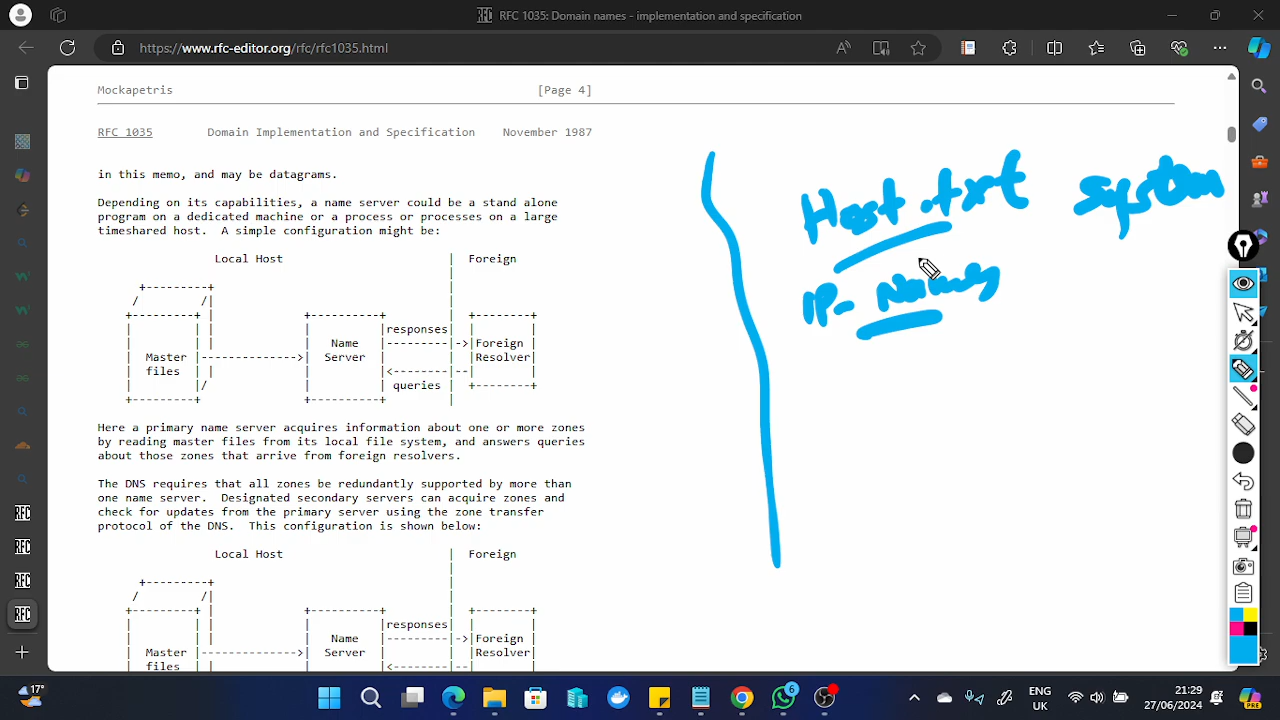 RFC 1035: Domain names - implementation and specification
https://www.rfc-editor.org/rfc/rfc1035.html
Mockapetris [Page 4]
RFC 1035 Domain Implementation and Specification November 1987
in this memo, and may be datagrams.
Depending on its capabilities, a name server could be a stand alone
program on a dedicated machine or a process or processes on a large
timeshared host. A simple configuration might be:
Local Host | Foreign
|
+---------+ |
/ /| |
+---------+ | +----------+ | +--------+
| | | | |responses| | |
| | | | Name |---------|->|Foreign |
| Master |-------------->| Server | | |Resolver|
| files | | | |<--------|--| |
| |/ | | queries | +--------+
+---------+ +----------+ |
Here a primary name server acquires information about one or more zones
by reading master files from its local file system, and answers queries
about those zones that arrive from foreign resolvers.
The DNS requires that all zones be redundantly supported by more than
one name server. Designated secondary servers can acquire zones and
check for updates from the primary server using the zone transfer
protocol of the DNS. This configuration is shown below:
Local Host | Foreign
|
+---------+ |
/ /| |
+---------+ | +----------+ | +--------+
| | | | |responses| | |
| | | | Name |---------|->|Foreign |
| Master |-------------->| Server | | |Resolver|
| files | | | |<--------|--| |
Host.txt system
IP- Names
17°
6
ENG
UK
21:29
27/06/2024
PRE